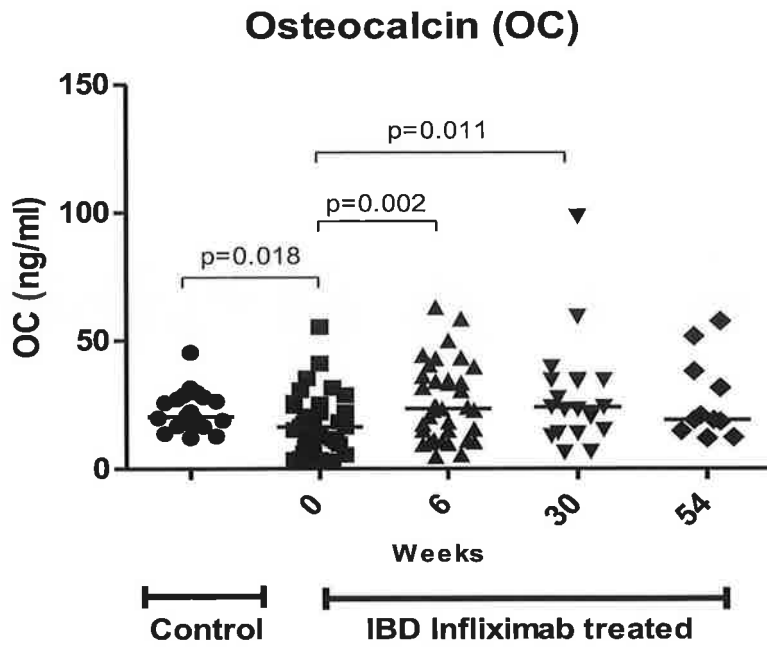 Osteocalcin (OC)
150
p=0.011
100
p=0.002
p=0.018
OC (ng/ml)
50
0
0
6
30
54
Weeks
Control
IBD Infliximab treated